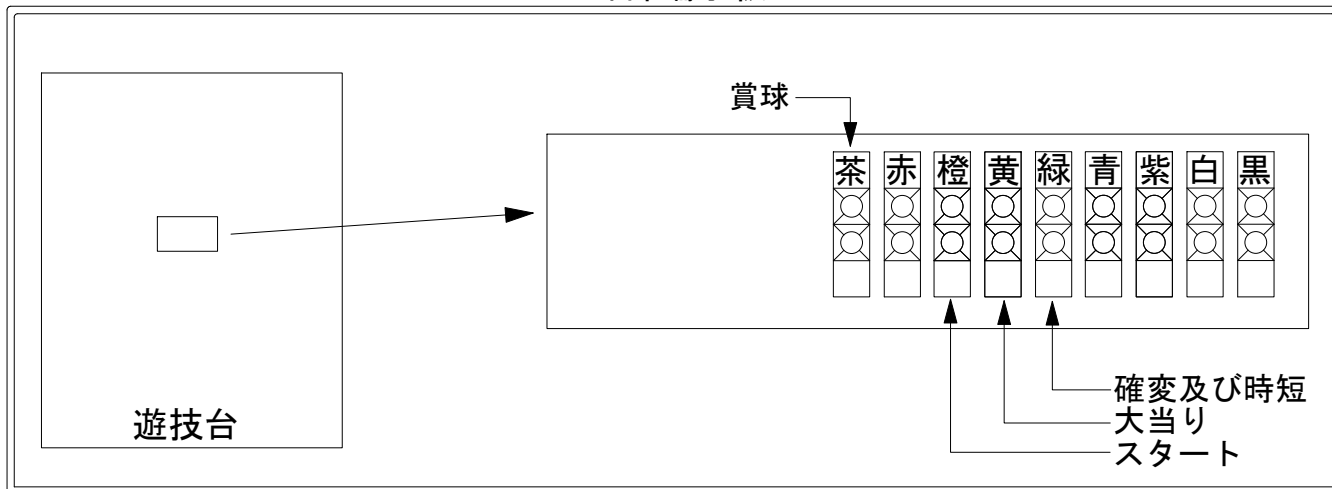 賞球
茶 赤 橙 黄 緑 青 紫 白 黒
遊技台
確変及び時短
大当り
スタート